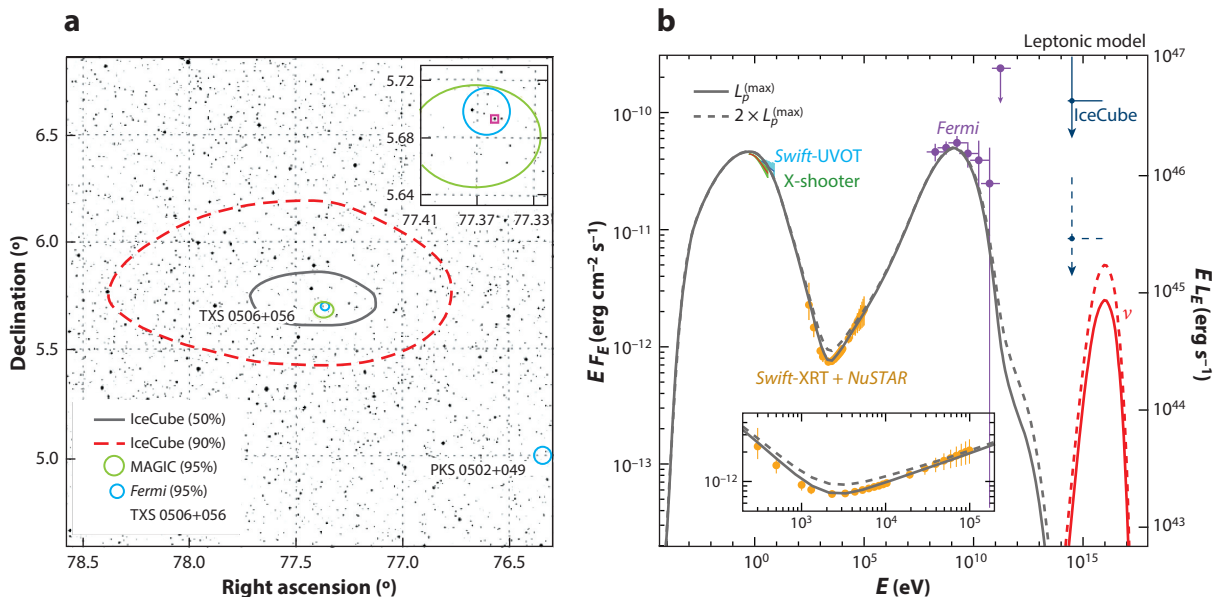 a
Declination (º)
6.5
6.0
5.5
5.0
78.5
78.0
77.5
77.0
76.5
Right ascension (º)
5.72
5.68
5.64
77.41
77.37
77.33
TXS 0506+056
PKS 0502+049
IceCube (50%)
IceCube (90%)
MAGIC (95%)
Fermi (95%)
TXS 0506+056
b
Leptonic model
E F_E (erg cm⁻² s⁻¹)
10⁻¹⁰
10⁻¹¹
10⁻¹²
10⁻¹³
L_p^(max)
2 × L_p^(max)
Swift-UVOT
X-shooter
Fermi
IceCube
Swift-XRT + NuSTAR
ν
10⁻¹²
10³
10⁴
10⁵
10⁰
10⁵
10¹⁰
10¹⁵
E (eV)
10⁴⁷
10⁴⁶
10⁴⁵
10⁴⁴
10⁴³
E L_E (erg s⁻¹)